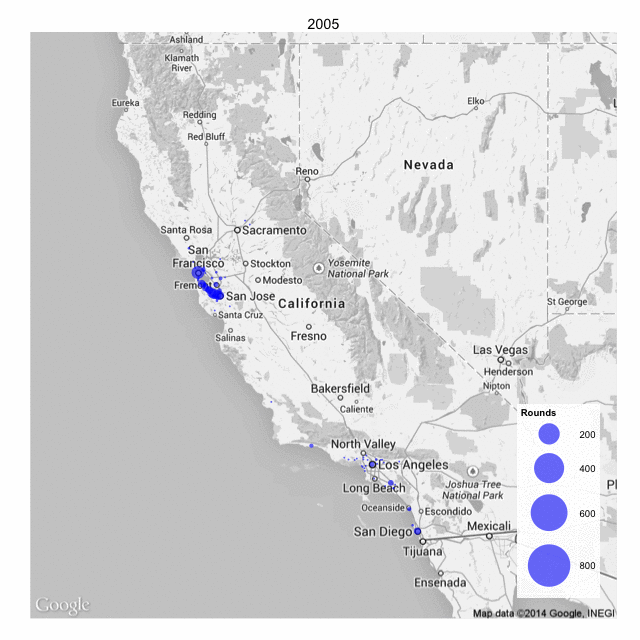 2005
Ashland
Klamath
River
Eureka
Redding
Red Bluff
Elko
Reno
Nevada
Santa Rosa
Sacramento
San
Francisco
Stockton
Yosemite
National Park
Modesto
Fremont
San Jose
California
St George
Santa Cruz
Salinas
Fresno
Las Vegas
Henderson
Nipton
Bakersfield
Caliente
Rounds
200
North Valley
Los Angeles
400
Long Beach
Joshua Tree
National Park
Oceanside
Escondido
600
San Diego
Mexicali
Tijuana
800
Ensenada
Google
Map data ©2014 Google, INEGI